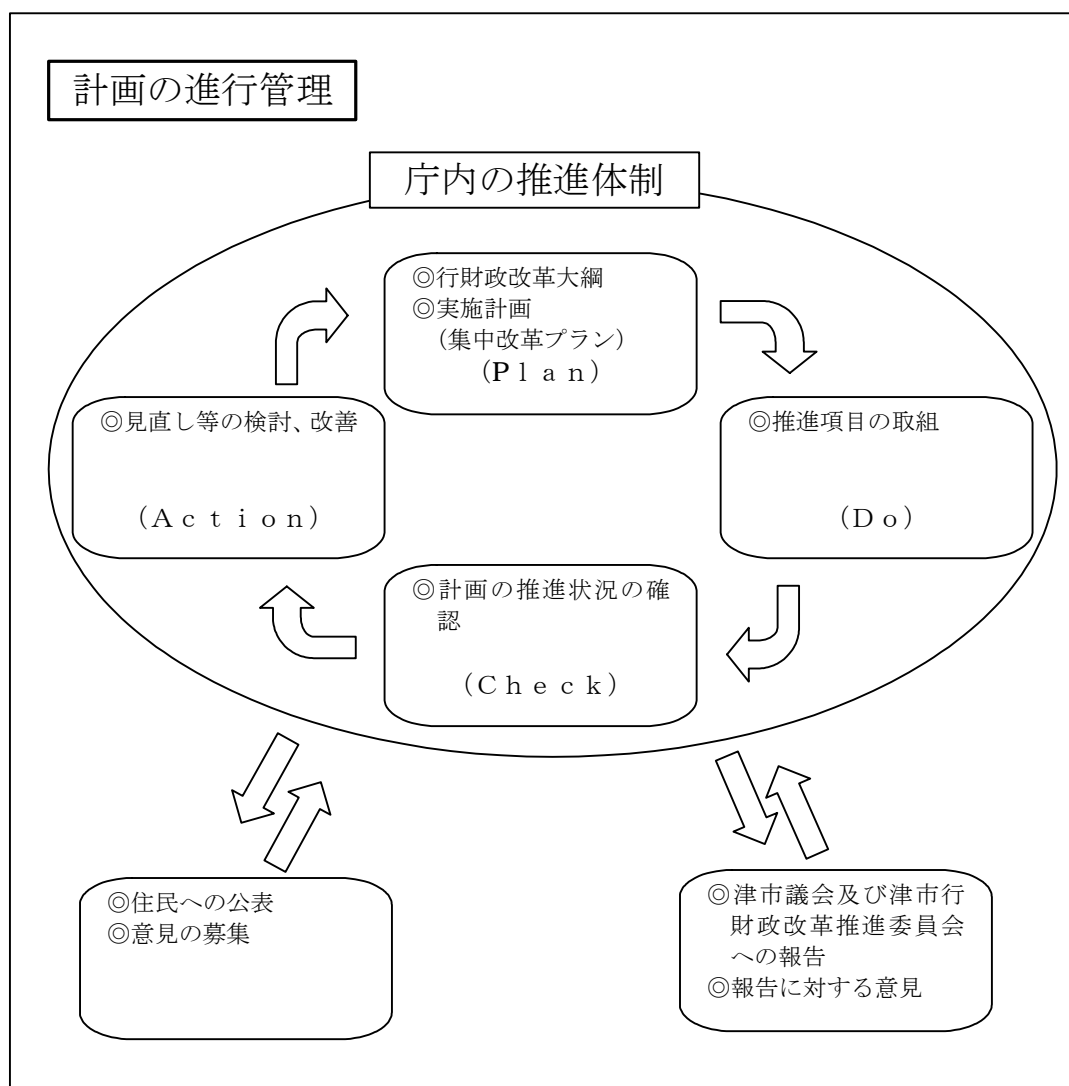 計画の進行管理
庁内の推進体制
◎行財政改革大綱
◎実施計画
（集中改革プラン）
（Ｐｌａｎ）
◎見直し等の検討、改善
（Ａｃｔｉｏｎ）
◎推進項目の取組
（Ｄｏ）
◎計画の推進状況の確
認
（Ｃｈｅｃｋ）
◎住民への公表
◎意見の募集
◎津市議会及び津市行
財政改革推進委員会
への報告
◎報告に対する意見